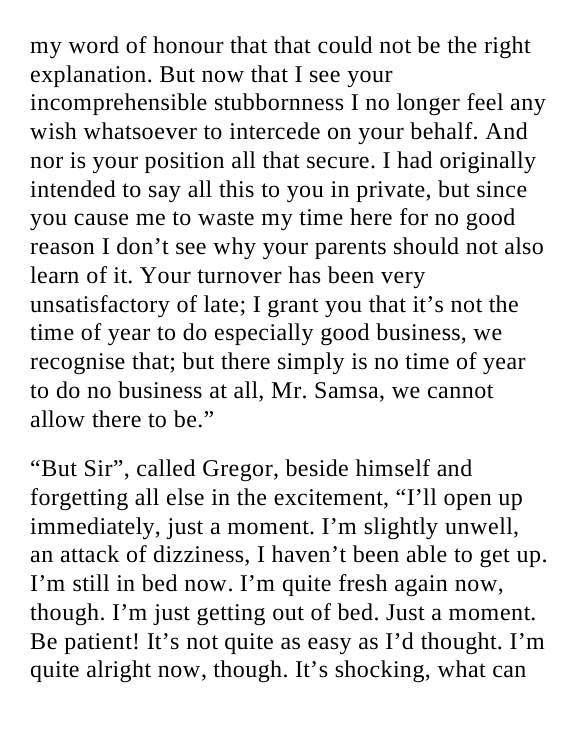 my word of honour that that could not be the right
explanation. But now that I see your
incomprehensible stubbornness I no longer feel any
wish whatsoever to intercede on your behalf. And
nor is your position all that secure. I had originally
intended to say all this to you in private, but since
you cause me to waste my time here for no good
reason I don’t see why your parents should not also
learn of it. Your turnover has been very
unsatisfactory of late; I grant you that it’s not the
time of year to do especially good business, we
recognise that; but there simply is no time of year
to do no business at all, Mr. Samsa, we cannot
allow there to be.”
“But Sir”, called Gregor, beside himself and
forgetting all else in the excitement, “I’ll open up
immediately, just a moment. I’m slightly unwell,
an attack of dizziness, I haven’t been able to get up.
I’m still in bed now. I’m quite fresh again now,
though. I’m just getting out of bed. Just a moment.
Be patient! It’s not quite as easy as I’d thought. I’m
quite alright now, though. It’s shocking, what can